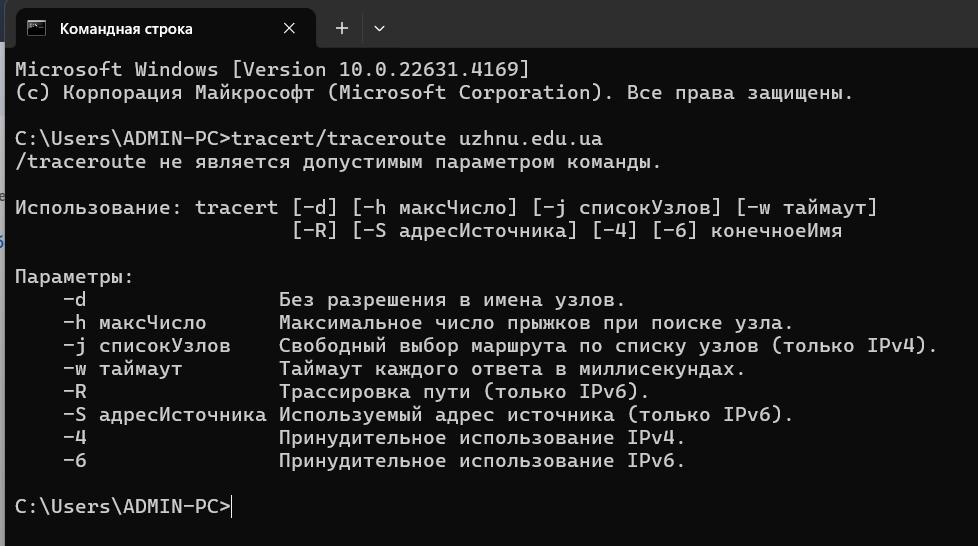 Командная строка
Microsoft Windows [Version 10.0.22631.4169]
(c) Корпорация Майкрософт (Microsoft Corporation). Все права защищены.
C:\Users\ADMIN-PC>tracert/traceroute uzhnu.edu.ua
/traceroute не является допустимым параметром команды.
Использование: tracert [-d] [-h максЧисло] [-j списокУзлов] [-w таймаут]
[-R] [-S адресИсточника] [-4] [-6] конечноеИмя
Параметры:
-d Без разрешения в имена узлов.
-h максЧисло Максимальное число прыжков при поиске узла.
-j списокУзлов Свободный выбор маршрута по списку узлов (только IPv4).
-w таймаут Таймаут каждого ответа в миллисекундах.
-R Трассировка пути (только IPv6).
-S адресИсточника Используемый адрес источника (только IPv6).
-4 Принудительное использование IPv4.
-6 Принудительное использование IPv6.
C:\Users\ADMIN-PC>